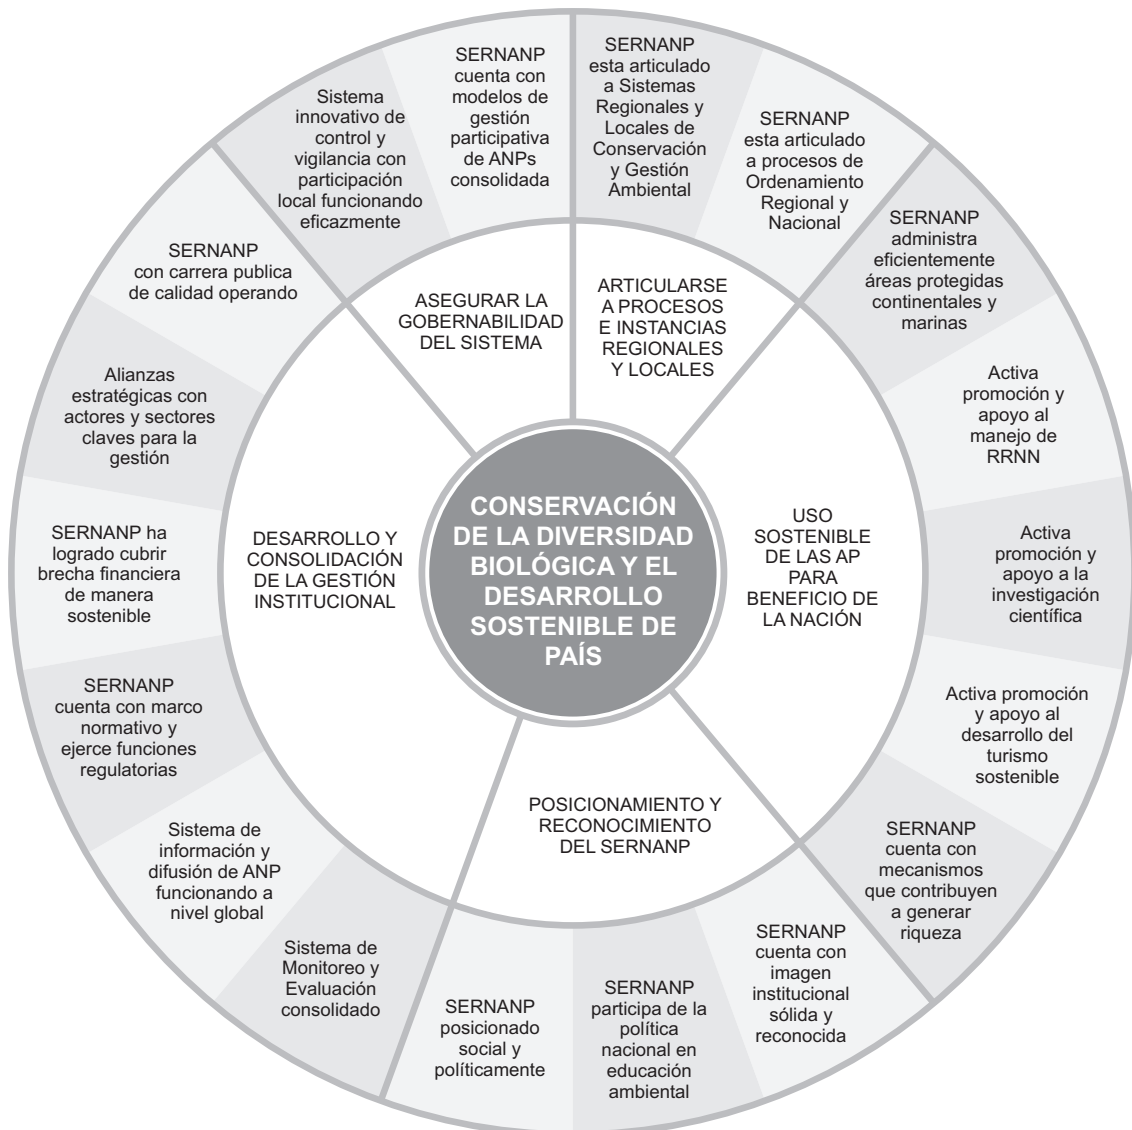 CONSERVACIÓN
DE LA DIVERSIDAD
BIOLÓGICA Y EL
DESARROLLO
SOSTENIBLE DE
PAÍS
ASEGURAR LA
GOBERNABILIDAD
DEL SISTEMA
ARTICULARSE
A PROCESOS
E INSTANCIAS
REGIONALES
Y LOCALES
USO
SOSTENIBLE
DE LAS AP
PARA
BENEFICIO DE
LA NACIÓN
POSICIONAMIENTO Y
RECONOCIMIENTO
DEL SERNANP
DESARROLLO Y
CONSOLIDACIÓN
DE LA GESTIÓN
INSTITUCIONAL
SERNANP
esta articulado
a Sistemas
Regionales y
Locales de
Conservación
y Gestión
Ambiental
SERNANP
esta articulado
a procesos de
Ordenamiento
Regional y
Nacional
SERNANP
administra
eficientemente
áreas protegidas
continentales y
marinas
Activa
promoción y
apoyo al
manejo de
RRNN
Activa
promoción y
apoyo a la
investigación
científica
Activa promoción
y apoyo al
desarrollo del
turismo
sostenible
SERNANP
cuenta con
mecanismos
que contribuyen
a generar
riqueza
SERNANP
cuenta con
imagen
institucional
sólida y
reconocida
SERNANP
participa de la
política
nacional en
educación
ambiental
SERNANP
posicionado
social y
políticamente
Sistema de
Monitoreo y
Evaluación
consolidado
Sistema de
información y
difusión de ANP
funcionando a
nivel global
SERNANP
cuenta con marco
normativo y
ejerce funciones
regulatorias
SERNANP ha
logrado cubrir
brecha financiera
de manera
sostenible
Alianzas
estratégicas con
actores y sectores
claves para la
gestión
SERNANP
con carrera publica
de calidad operando
Sistema
innovativo de
control y
vigilancia con
participación
local funcionando
eficazmente
SERNANP
cuenta con
modelos de
gestión
participativa
de ANPs
consolidada